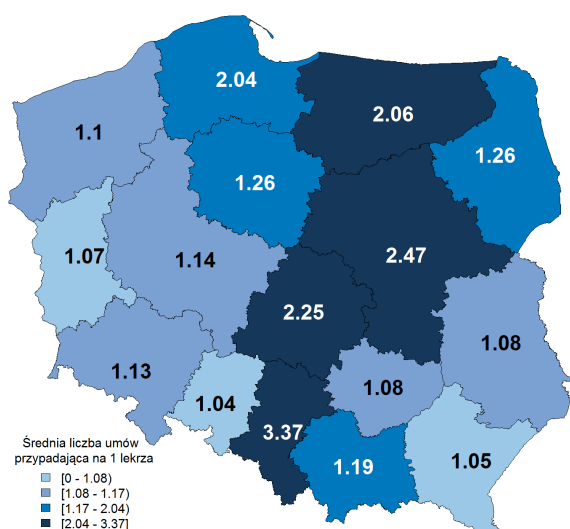 2.04
2.06
1.1
1.26
1.26
1.07
1.14
2.47
2.25
1.13
1.08
1.08
1.04
3.37
1.19
1.05
Średnia liczba umów
przypadająca na 1 lekrza
[0 - 1.08)
[1.08 - 1.17)
[1.17 - 2.04)
[2.04 - 3.37]